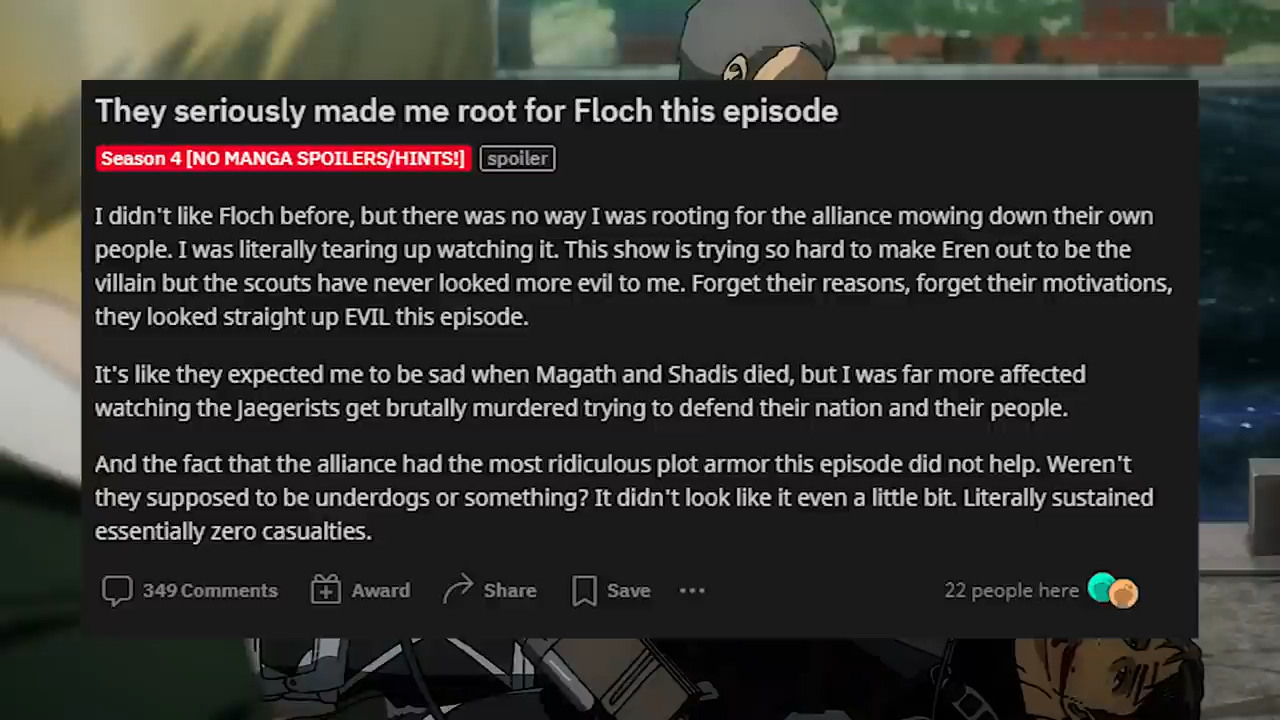 They seriously made me root for Floch this episode
Season 4 [NO MANGA SPOILERS/HINTS!] spoiler
I didn't like Floch before, but there was no way I was rooting for the alliance mowing down their own
people. I was literally tearing up watching it. This show is trying so hard to make Eren out to be the
villain but the scouts have never looked more evil to me. Forget their reasons, forget their motivations,
they looked straight up EVIL this episode.
It's like they expected me to be sad when Magath and Shadis died, but I was far more affected
watching the Jaegerists get brutally murdered trying to defend their nation and their people.
And the fact that the alliance had the most ridiculous plot armor this episode did not help. Weren't
they supposed to be underdogs or something? It didn't look like it even a little bit. Literally sustained
essentially zero casualties.
349 Comments Award Share Save 22 people here